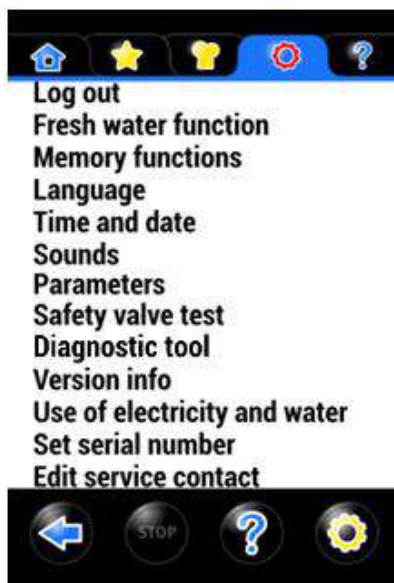 Log out
Fresh water function
Memory functions
Language
Time and date
Sounds
Parameters
Safety valve test
Diagnostic tool
Version info
Use of electricity and water
Set serial number
Edit service contact
STOP